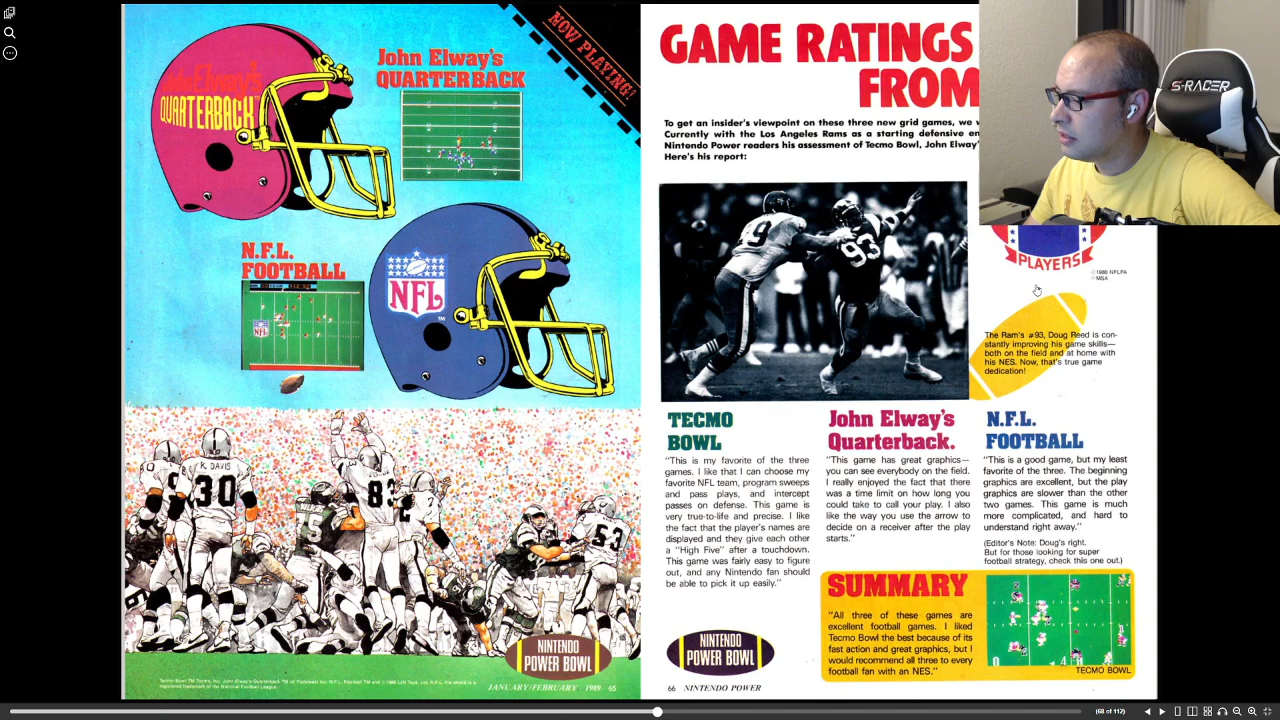 NOW PLAYING!
John Elway's
QUARTERBACK
John Elway's
QUARTERBACK
N.F.L.
FOOTBALL
NFL
TM
NFL
K. DAVIS
30
83
53
NINTENDO
POWER BOWL
JANUARY/FEBRUARY 1989 65
GAME RATINGS
FROM
To get an insider's viewpoint on these three new grid games, we
Currently with the Los Angeles Rams as a starting defensive
Nintendo Power readers his assessment of Tecmo Bowl, John Elway'
Here's his report:
S-RACER
PLAYERS
©1988 NFLPA
MSA
93
The Ram's #93, Doug Reed is con-
stantly improving his game skills—
both on the field and at home with
his NES. Now, that's true game
dedication!
TECMO
BOWL
"This is my favorite of the three
games. I like that I can choose my
favorite NFL team, program sweeps
and pass plays, and intercept
passes on defense. This game is
very true-to-life and precise. I like
the fact that the player's names are
displayed and they give each other
a "High Five" after a touchdown.
This game was fairly easy to figure
out, and any Nintendo fan should
be able to pick it up easily."
John Elway's
Quarterback.
"This game has great graphics—
you can see everybody on the field.
I really enjoyed the fact that there
was a time limit on how long you
could take to call your play. I also
like the way you use the arrow to
decide on a receiver after the play
starts."
N.F.L.
FOOTBALL
"This is a good game, but my least
favorite of the three. The beginning
graphics are excellent, but the play
graphics are slower than the other
two games. This game is much
more complicated, and hard to
understand right away."
(Editor's Note: Doug's right.
But for those looking for super
football strategy, check this one out.)
SUMMARY
"All three of these games are
excellent football games. I liked
Tecmo Bowl the best because of its
fast action and great graphics, but I
would recommend all three to every
football fan with an NES."
TECMO BOWL
NINTENDO
POWER BOWL
66 NINTENDO POWER
(68 of 112)